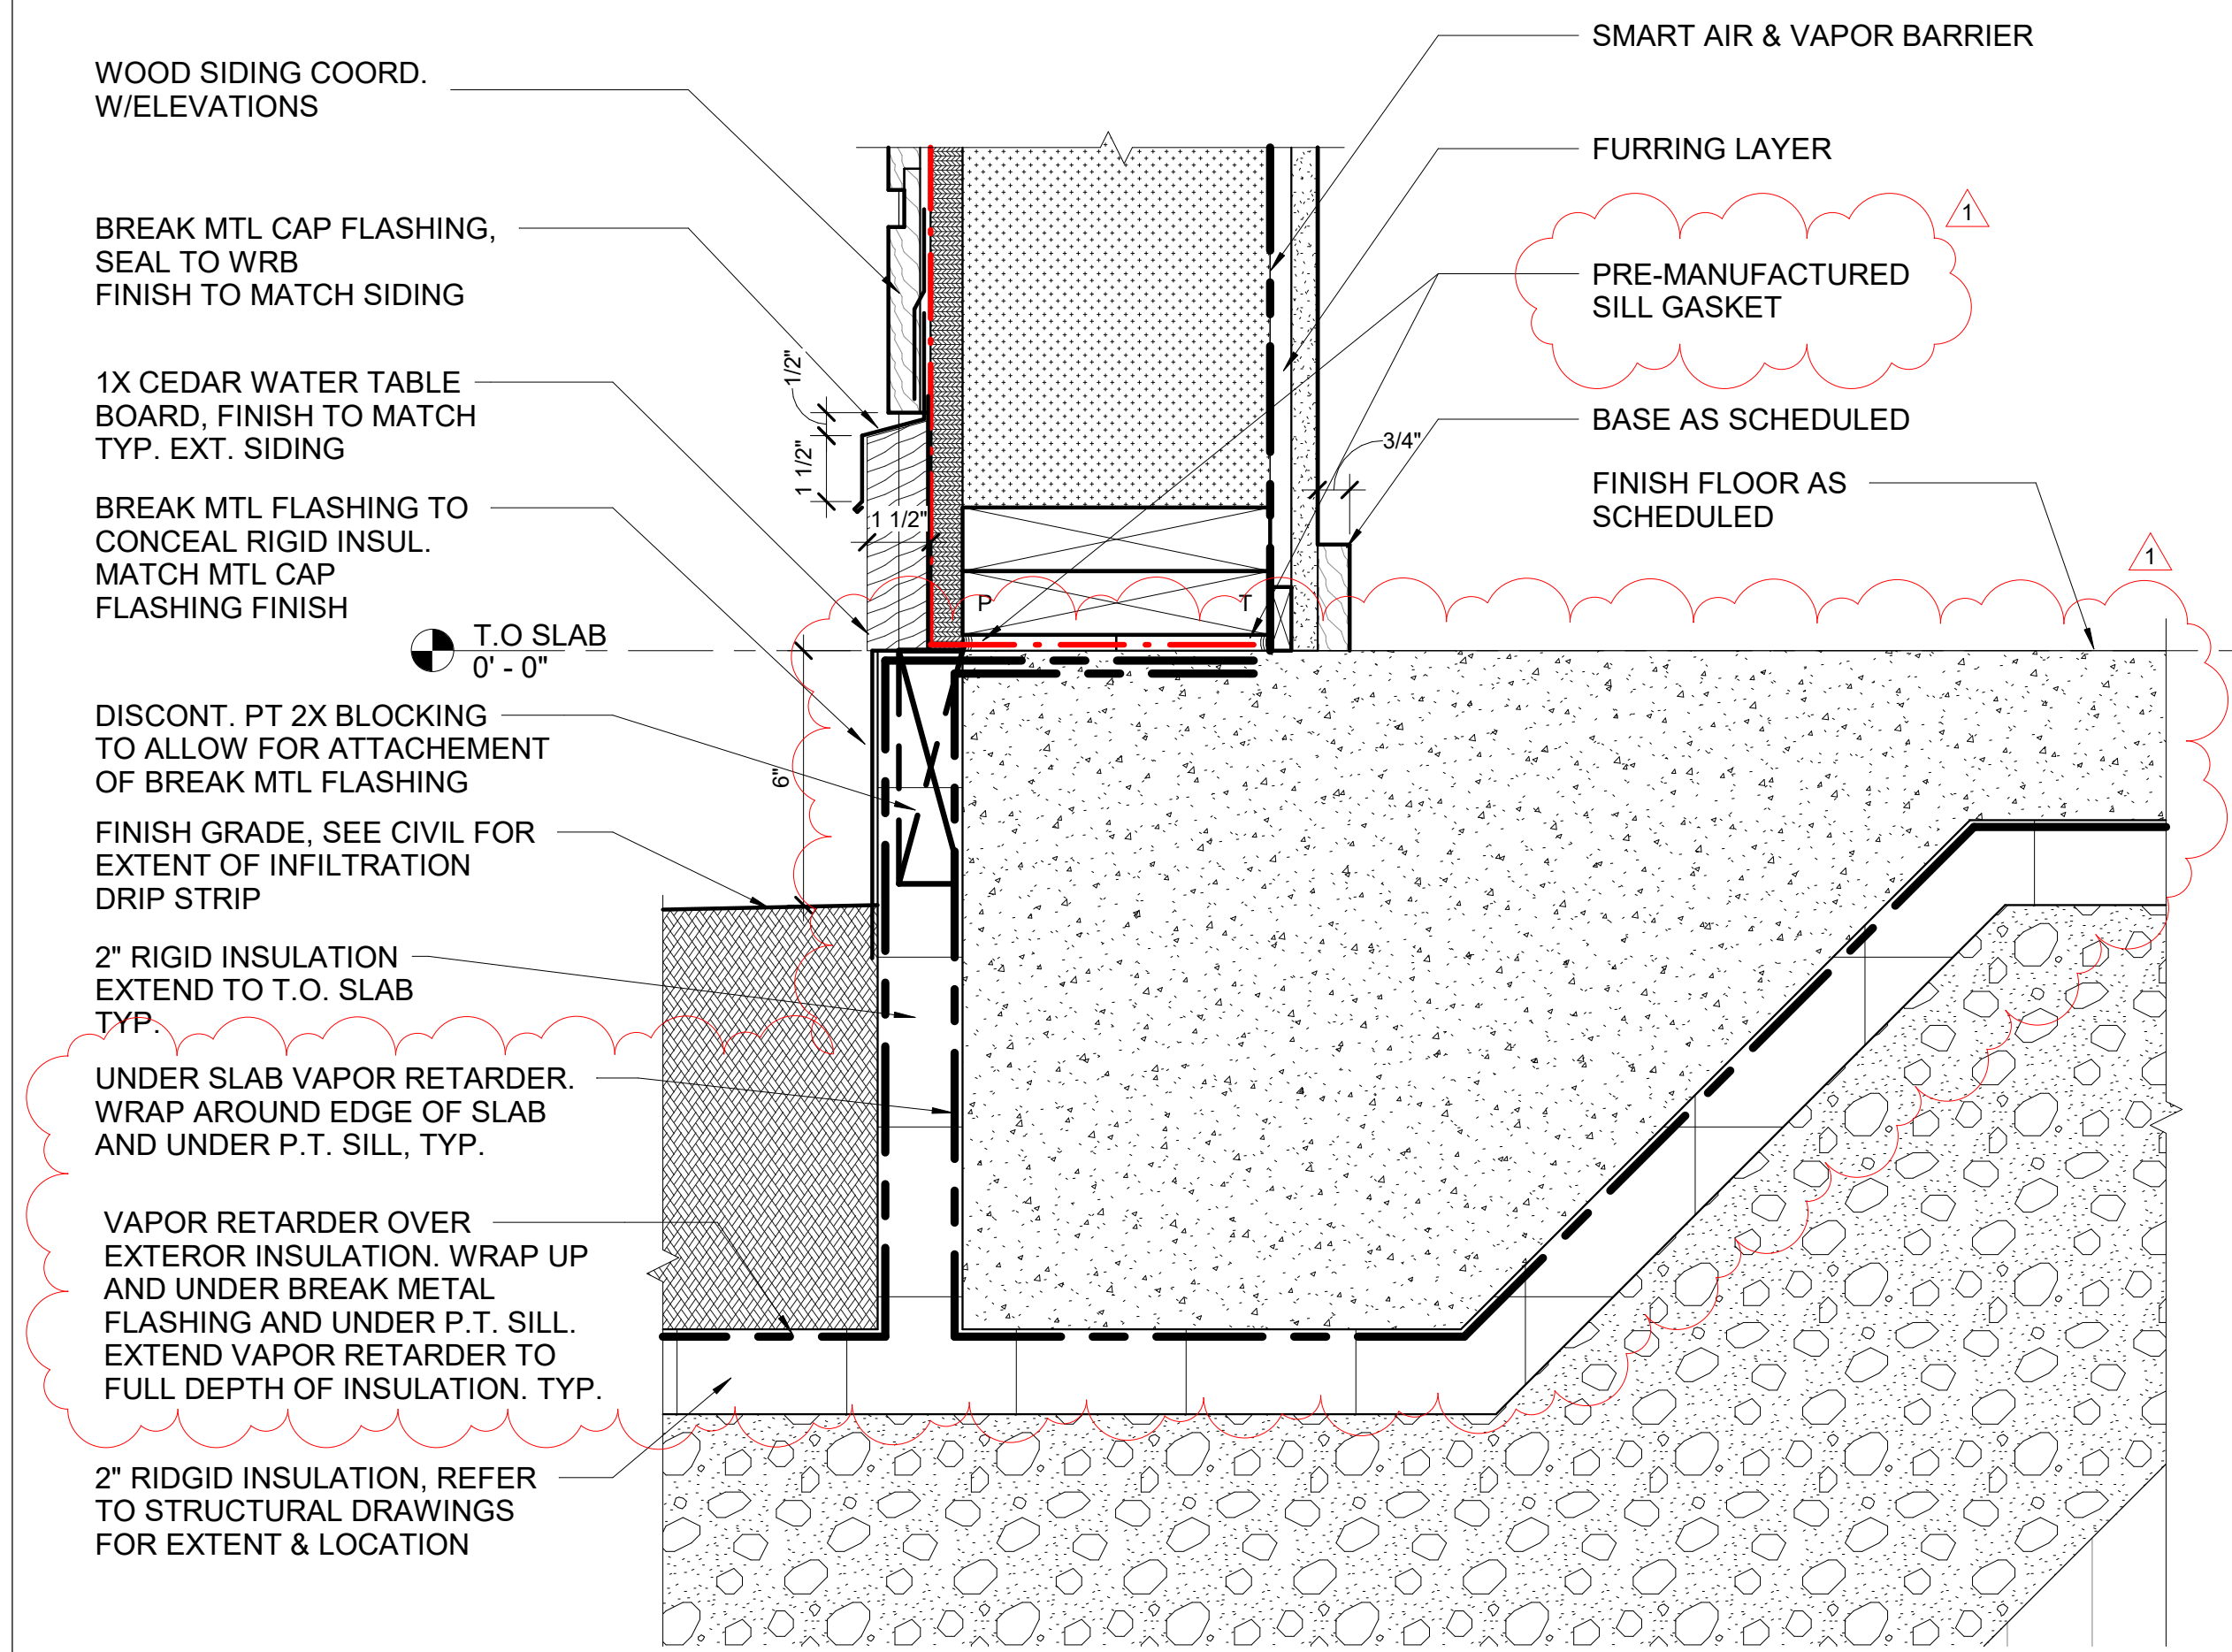 WOOD SIDING COORD.
W/ELEVATIONS
BREAK MTL CAP FLASHING,
SEAL TO WRB
FINISH TO MATCH SIDING
1X CEDAR WATER TABLE
BOARD, FINISH TO MATCH
TYP. EXT. SIDING
BREAK MTL FLASHING TO
CONCEAL RIGID INSUL.
MATCH MTL CAP
FLASHING FINISH
T.O SLAB
0' - 0"
DISCONT. PT 2X BLOCKING
TO ALLOW FOR ATTACHEMENT
OF BREAK MTL FLASHING
FINISH GRADE, SEE CIVIL FOR
EXTENT OF INFILTRATION
DRIP STRIP
2" RIGID INSULATION
EXTEND TO T.O. SLAB
TYP.
UNDER SLAB VAPOR RETARDER.
WRAP AROUND EDGE OF SLAB
AND UNDER P.T. SILL, TYP.
VAPOR RETARDER OVER
EXTEROR INSULATION. WRAP UP
AND UNDER BREAK METAL
FLASHING AND UNDER P.T. SILL.
EXTEND VAPOR RETARDER TO
FULL DEPTH OF INSULATION. TYP.
2" RIDGID INSULATION, REFER
TO STRUCTURAL DRAWINGS
FOR EXTENT & LOCATION
1/2"
1 1/2"
1 1/2"
6"
P
T
3/4"
SMART AIR & VAPOR BARRIER
FURRING LAYER
1
PRE-MANUFACTURED
SILL GASKET
BASE AS SCHEDULED
FINISH FLOOR AS
SCHEDULED
1